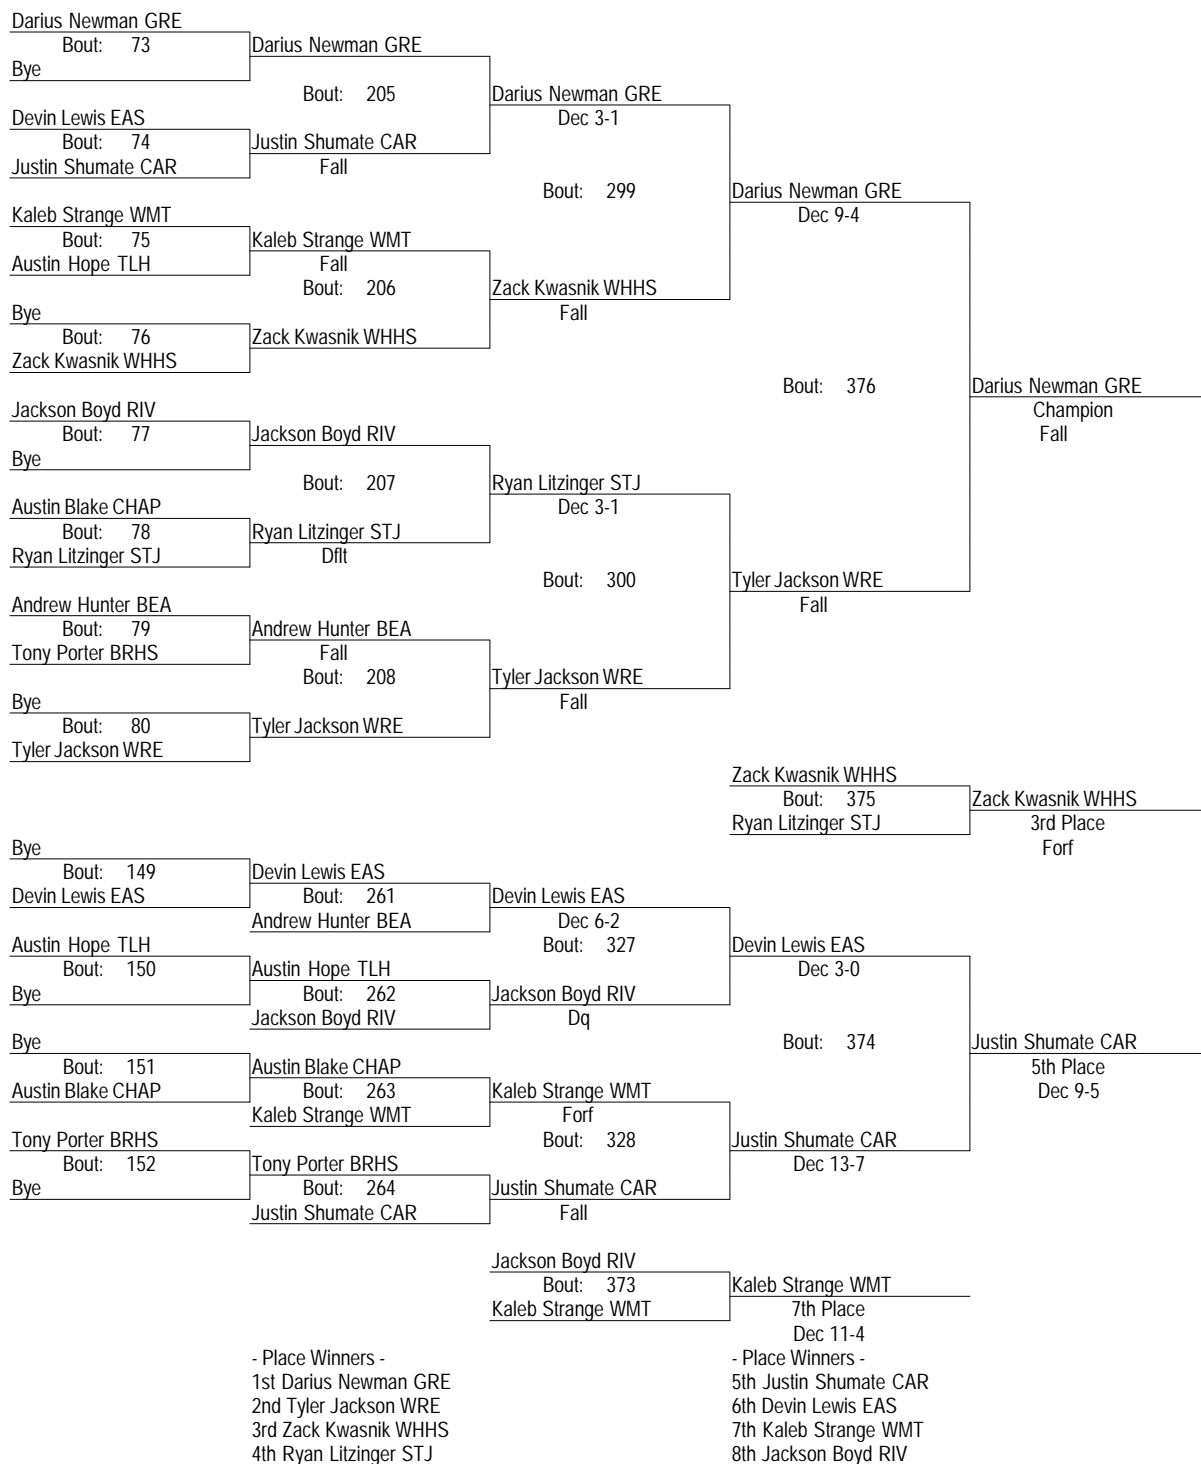 Darius Newman GRE
Bout: 73
Darius Newman GRE
Bye
Bout: 205
Darius Newman GRE
Devin Lewis EAS
Dec 3-1
Bout: 74
Justin Shumate CAR
Justin Shumate CAR
Fall
Bout: 299
Darius Newman GRE
Kaleb Strange WMT
Dec 9-4
Bout: 75
Kaleb Strange WMT
Austin Hope TLH
Fall
Bout: 206
Zack Kwasnik WHHS
Bye
Fall
Bout: 76
Zack Kwasnik WHHS
Zack Kwasnik WHHS
Bout: 376
Darius Newman GRE
Jackson Boyd RIV
Champion
Bout: 77
Jackson Boyd RIV
Fall
Bye
Bout: 207
Ryan Litzinger STJ
Austin Blake CHAP
Dec 3-1
Bout: 78
Ryan Litzinger STJ
Ryan Litzinger STJ
Dflt
Bout: 300
Tyler Jackson WRE
Andrew Hunter BEA
Fall
Bout: 79
Andrew Hunter BEA
Tony Porter BRHS
Fall
Bout: 208
Tyler Jackson WRE
Bye
Fall
Bout: 80
Tyler Jackson WRE
Tyler Jackson WRE
Zack Kwasnik WHHS
Bout: 375
Zack Kwasnik WHHS
Ryan Litzinger STJ
3rd Place
Forf
Bye
Bout: 149
Devin Lewis EAS
Devin Lewis EAS
Bout: 261
Devin Lewis EAS
Andrew Hunter BEA
Dec 6-2
Austin Hope TLH
Bout: 327
Devin Lewis EAS
Bout: 150
Austin Hope TLH
Dec 3-0
Bye
Bout: 262
Jackson Boyd RIV
Jackson Boyd RIV
Dq
Bye
Bout: 374
Justin Shumate CAR
Bout: 151
Austin Blake CHAP
5th Place
Austin Blake CHAP
Bout: 263
Kaleb Strange WMT
Dec 9-5
Kaleb Strange WMT
Forf
Tony Porter BRHS
Bout: 328
Justin Shumate CAR
Bout: 152
Tony Porter BRHS
Dec 13-7
Bye
Bout: 264
Justin Shumate CAR
Justin Shumate CAR
Fall
Jackson Boyd RIV
Bout: 373
Kaleb Strange WMT
Kaleb Strange WMT
7th Place
Dec 11-4
- Place Winners -
1st Darius Newman GRE
2nd Tyler Jackson WRE
3rd Zack Kwasnik WHHS
4th Ryan Litzinger STJ
- Place Winners -
5th Justin Shumate CAR
6th Devin Lewis EAS
7th Kaleb Strange WMT
8th Jackson Boyd RIV